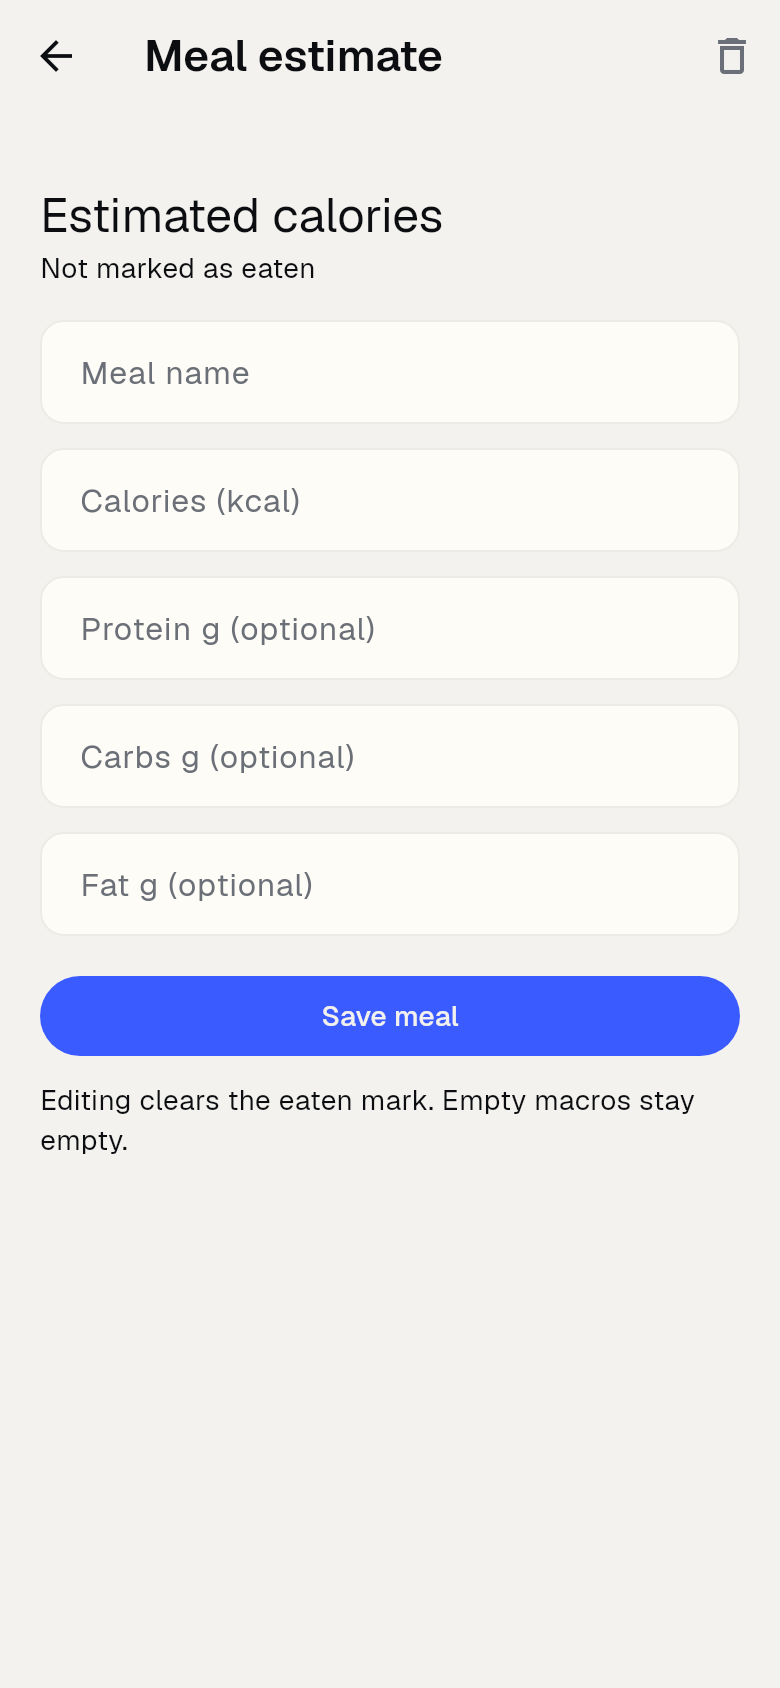 Meal estimate
Estimated calories
Not marked as eaten
Meal name
Calories (kcal)
Protein g (optional)
Carbs g (optional)
Fat g (optional)
Save meal
Editing clears the eaten mark. Empty macros stay
empty.